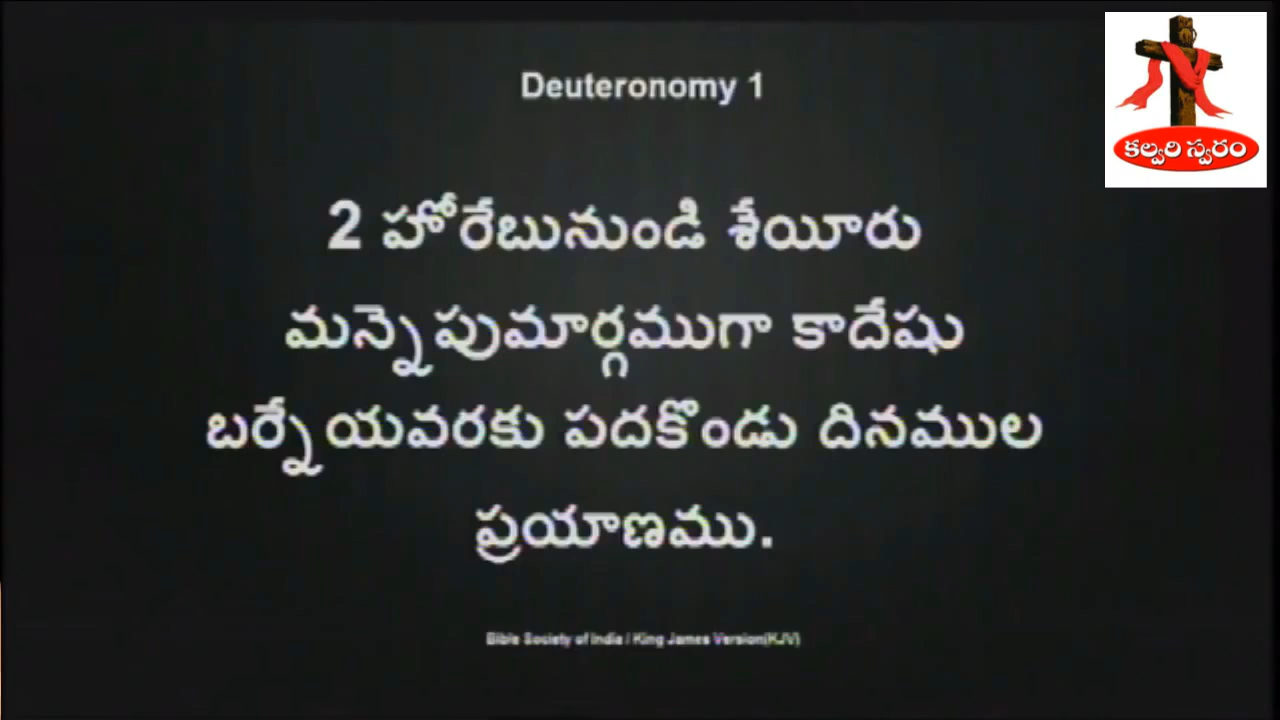 Deuteronomy 1
కల్వరి స్వరం
2 హోరేబునుండి శేయీరు
మన్నెపుమార్గముగా కాదేషు
బర్నేయవరకు పదకొండు దినముల
ప్రయాణము.
Bible Society of India / King James Version(KJV)